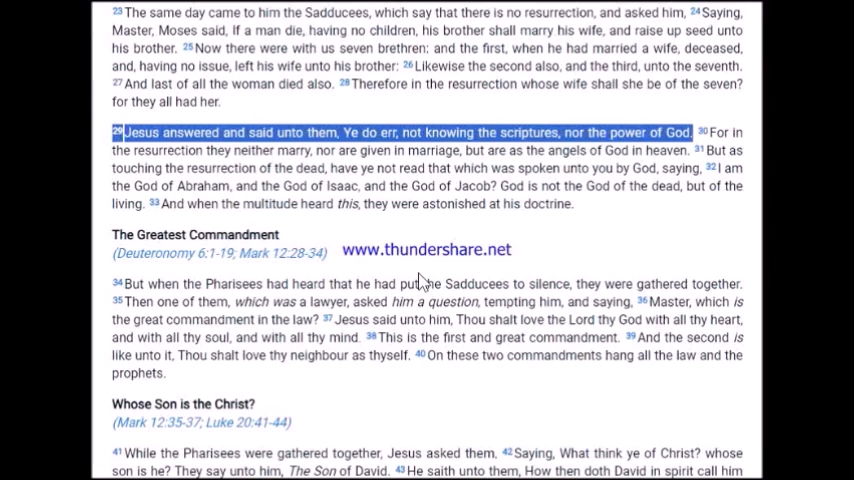 23 The same day came to him the Sadducees, which say that there is no resurrection, and asked him, 24 Saying,
Master, Moses said, If a man die, having no children, his brother shall marry his wife, and raise up seed unto
his brother. 25 Now there were with us seven brethren: and the first, when he had married a wife, deceased,
and, having no issue, left his wife unto his brother: 26 Likewise the second also, and the third, unto the seventh.
27 And last of all the woman died also. 28 Therefore in the resurrection whose wife shall she be of the seven?
for they all had her.
29 Jesus answered and said unto them, Ye do err, not knowing the scriptures, nor the power of God. 30 For in
the resurrection they neither marry, nor are given in marriage, but are as the angels of God in heaven. 31 But as
touching the resurrection of the dead, have ye not read that which was spoken unto you by God, saying, 32 I am
the God of Abraham, and the God of Isaac, and the God of Jacob? God is not the God of the dead, but of the
living. 33 And when the multitude heard this, they were astonished at his doctrine.
The Greatest Commandment
(Deuteronomy 6:1-19; Mark 12:28-34)
www.thundershare.net
34 But when the Pharisees had heard that he had put the Sadducees to silence, they were gathered together.
35 Then one of them, which was a lawyer, asked him a question, tempting him, and saying, 36 Master, which is
the great commandment in the law? 37 Jesus said unto him, Thou shalt love the Lord thy God with all thy heart,
and with all thy soul, and with all thy mind. 38 This is the first and great commandment. 39 And the second is
like unto it, Thou shalt love thy neighbour as thyself. 40 On these two commandments hang all the law and the
prophets.
Whose Son is the Christ?
(Mark 12:35-37; Luke 20:41-44)
41 While the Pharisees were gathered together, Jesus asked them, 42 Saying, What think ye of Christ? whose
son is he? They say unto him, The Son of David. 43 He saith unto them, How then doth David in spirit call him